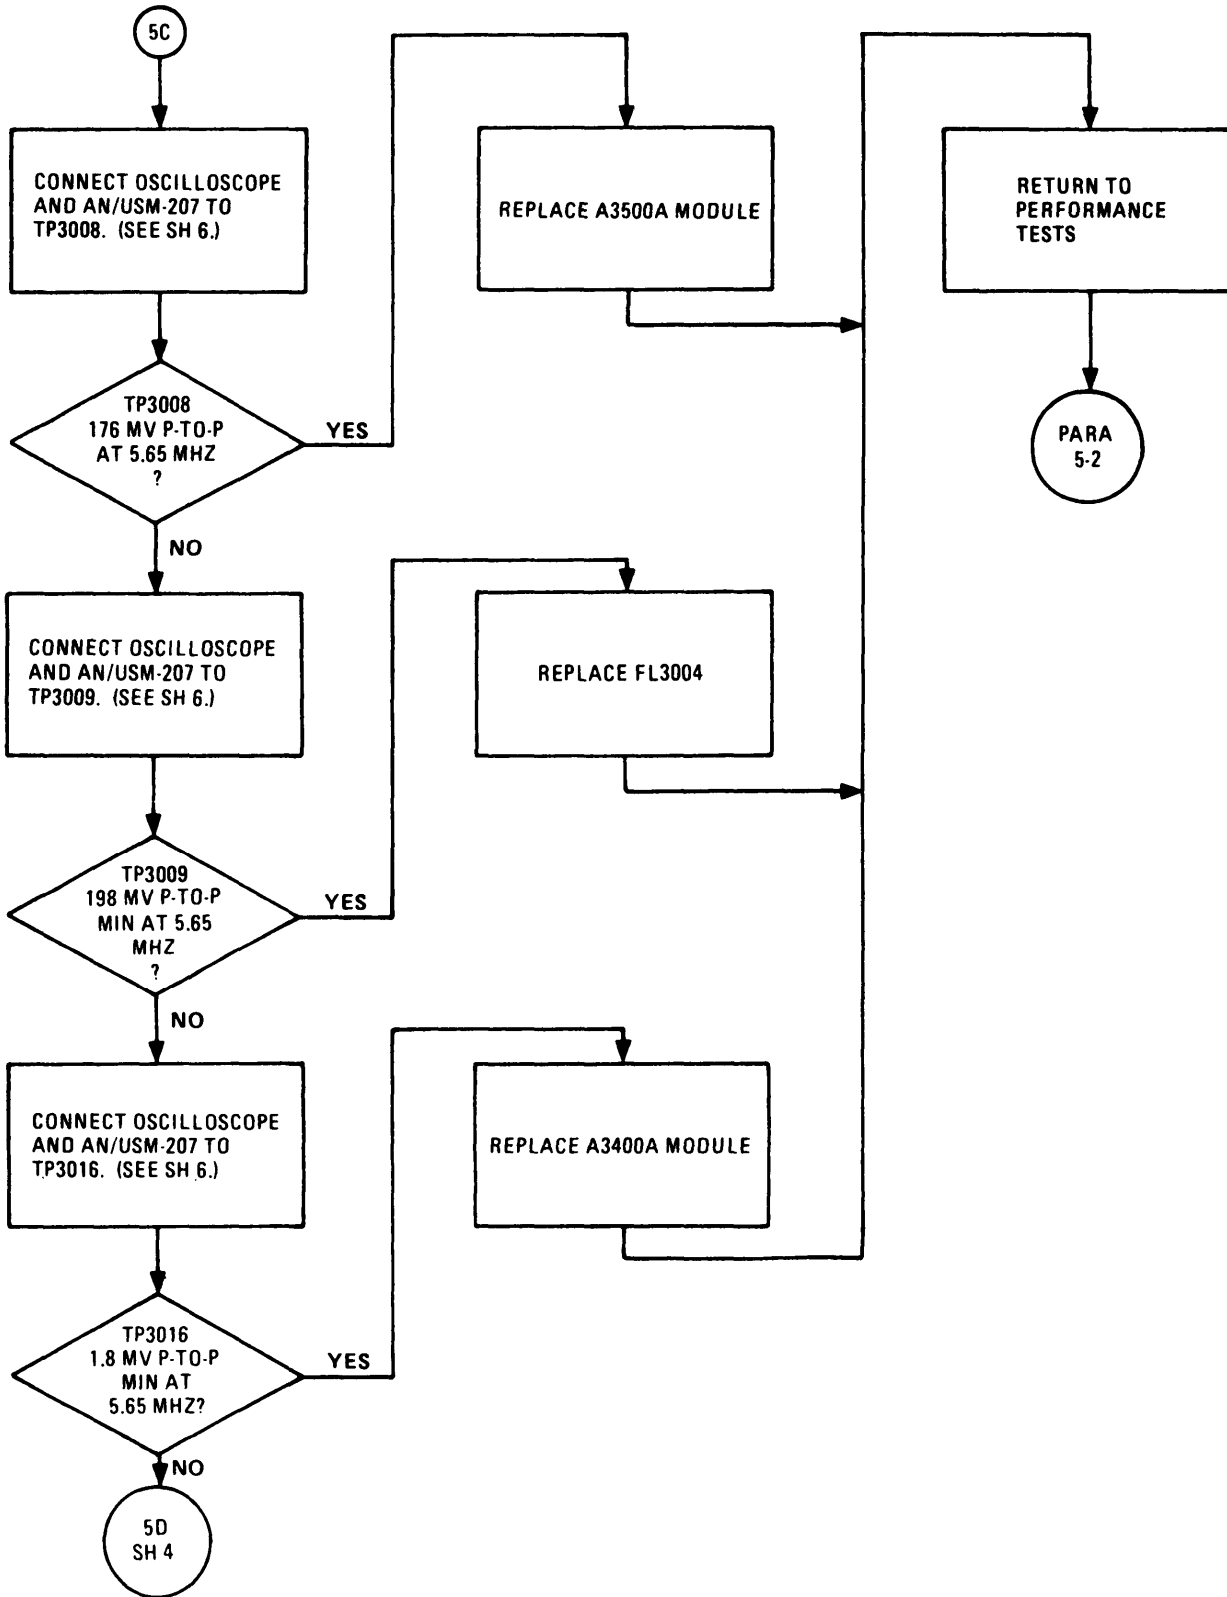 5C
CONNECT OSCILLOSCOPE
AND AN/USM-207 TO
TP3008. (SEE SH 6.)
REPLACE A3500A MODULE
RETURN TO
PERFORMANCE
TESTS
TP3008
176 MV P-TO-P
AT 5.65 MHZ
?
YES
NO
PARA
5-2
CONNECT OSCILLOSCOPE
AND AN/USM-207 TO
TP3009. (SEE SH 6.)
REPLACE FL3004
TP3009
198 MV P-TO-P
MIN AT 5.65
MHZ
?
YES
NO
CONNECT OSCILLOSCOPE
AND AN/USM-207 TO
TP3016. (SEE SH 6.)
REPLACE A3400A MODULE
TP3016
1.8 MV P-TO-P
MIN AT
5.65 MHZ?
YES
NO
5D
SH 4